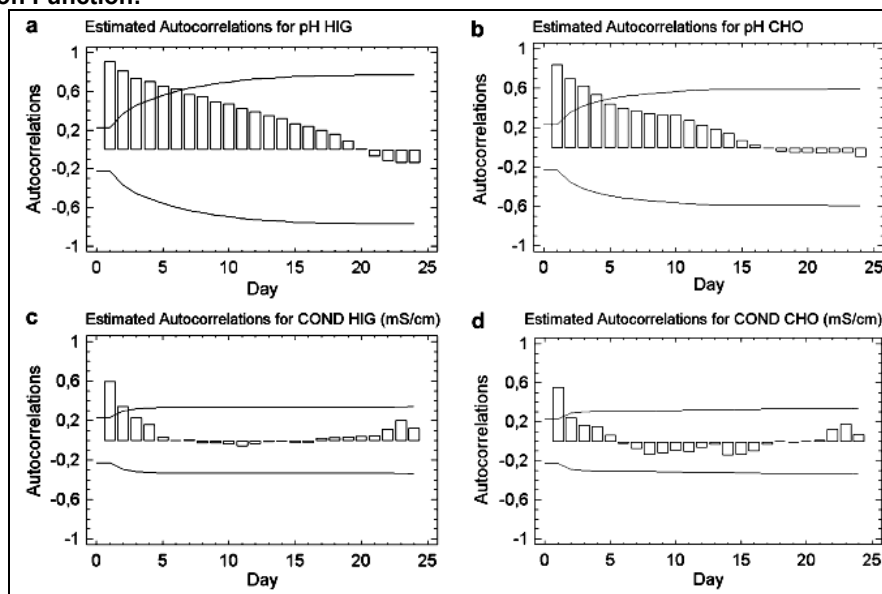 on Function.
a Estimated Autocorrelations for pH HIG
1
0,6
0,2
-0,2
-0,6
-1
Autocorrelations
0 5 10 15 20 25
Day
b Estimated Autocorrelations for pH CHO
1
0,6
0,2
-0,2
-0,6
-1
Autocorrelations
0 5 10 15 20 25
Day
c Estimated Autocorrelations for COND HIG (mS/cm)
1
0,6
0,2
-0,2
-0,6
-1
Autocorrelations
0 5 10 15 20 25
Day
d Estimated Autocorrelations for COND CHO (mS/cm)
1
0,6
0,2
-0,2
-0,6
-1
Autocorrelations
0 5 10 15 20 25
Day